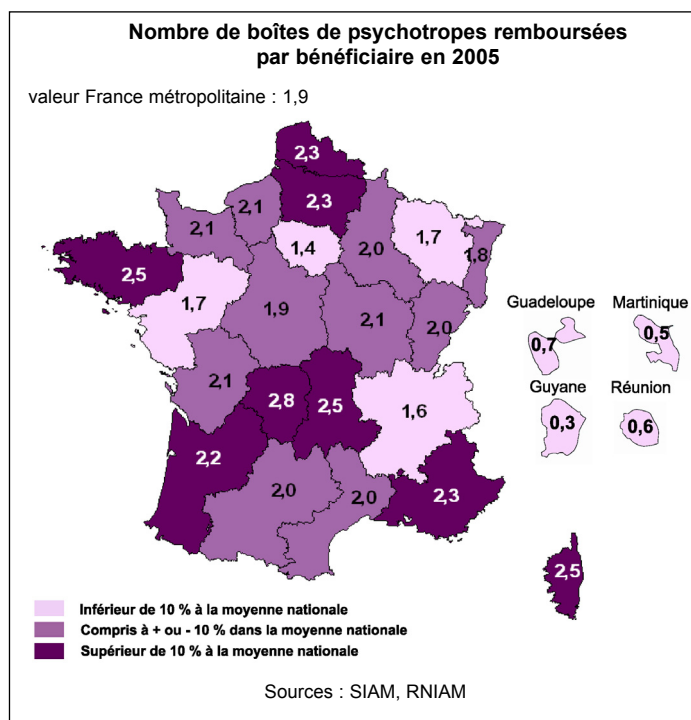 Nombre de boîtes de psychotropes remboursées
par bénéficiaire en 2005
valeur France métropolitaine : 1,9
2,3
2,3
2,1
2,1
1,4
2,0
1,7
1,8
2,5
1,7
1,9
2,1
2,0
2,1
2,8
2,5
1,6
2,2
2,0
2,0
2,3
2,5
Guadeloupe Martinique
0,7 0,5
Guyane Réunion
0,3 0,6
Inférieur de 10 % à la moyenne nationale
Compris à + ou - 10 % dans la moyenne nationale
Supérieur de 10 % à la moyenne nationale
Sources : SIAM, RNIAM